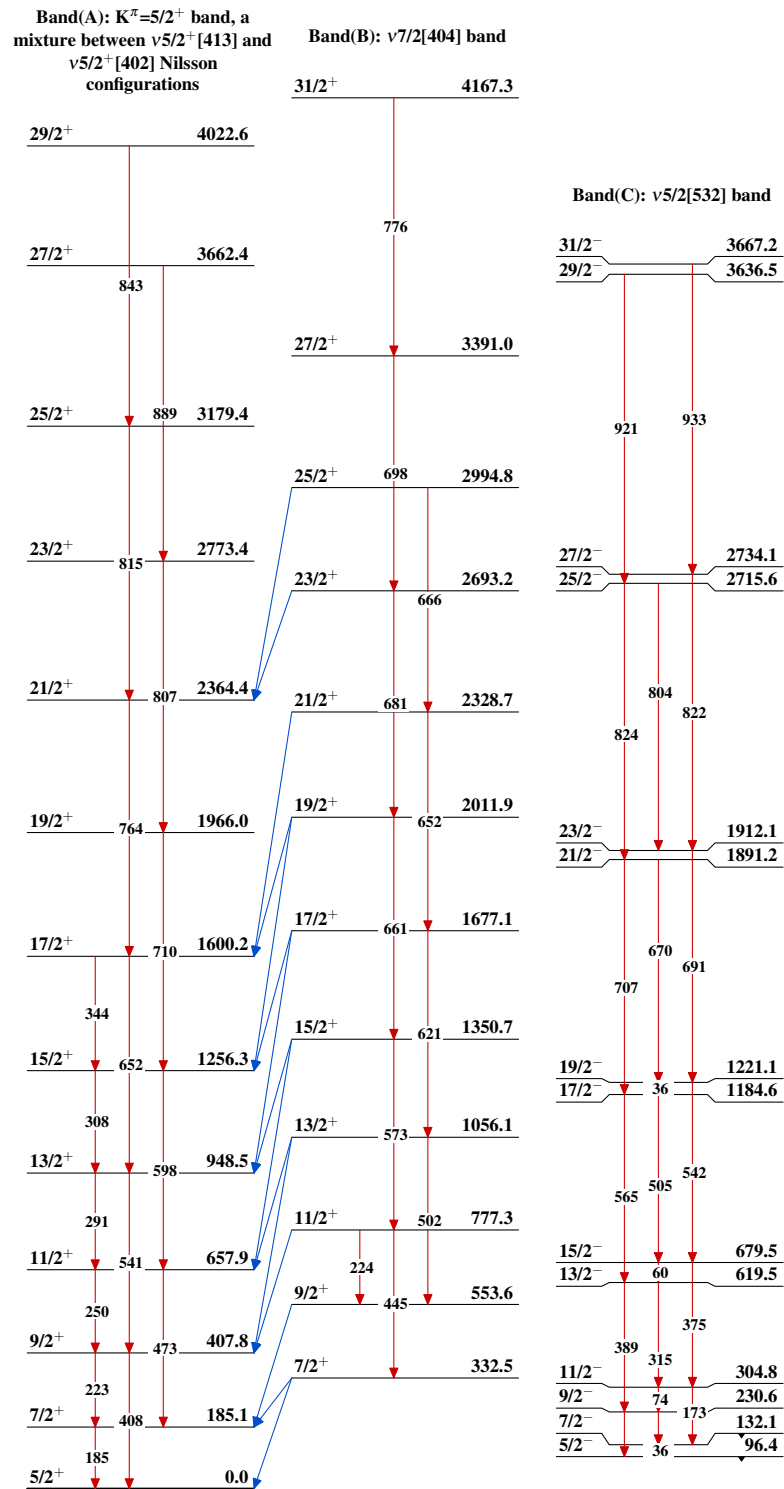 Band(A): K^π=5/2⁺ band, a
mixture between ν5/2⁺[413] and
ν5/2⁺[402] Nilsson
configurations
29/2⁺ 4022.6
27/2⁺ 3662.4
843
25/2⁺ 889 3179.4
23/2⁺ 815 2773.4
21/2⁺ 807 2364.4
19/2⁺ 764 1966.0
17/2⁺ 710 1600.2
344
15/2⁺ 652 1256.3
308
13/2⁺ 598 948.5
291
11/2⁺ 541 657.9
250
9/2⁺ 473 407.8
223
7/2⁺ 408 185.1
185
5/2⁺ 0.0
Band(B): ν7/2[404] band
31/2⁺ 4167.3
776
27/2⁺ 3391.0
25/2⁺ 698 2994.8
23/2⁺ 2693.2
666
21/2⁺ 681 2328.7
19/2⁺ 2011.9
652
17/2⁺ 661 1677.1
15/2⁺ 621 1350.7
13/2⁺ 573 1056.1
11/2⁺ 502 777.3
224
9/2⁺ 445 553.6
7/2⁺ 332.5
Band(C): ν5/2[532] band
31/2⁻ 3667.2
29/2⁻ 3636.5
921 933
27/2⁻ 2734.1
25/2⁻ 2715.6
804
824 822
23/2⁻ 1912.1
21/2⁻ 1891.2
670
707 691
19/2⁻ 1221.1
36
17/2⁻ 1184.6
542
565 505
15/2⁻ 679.5
60
13/2⁻ 619.5
375
389 315
11/2⁻ 304.8
74
9/2⁻ 230.6
173
7/2⁻ 132.1
36
5/2⁻ 96.4